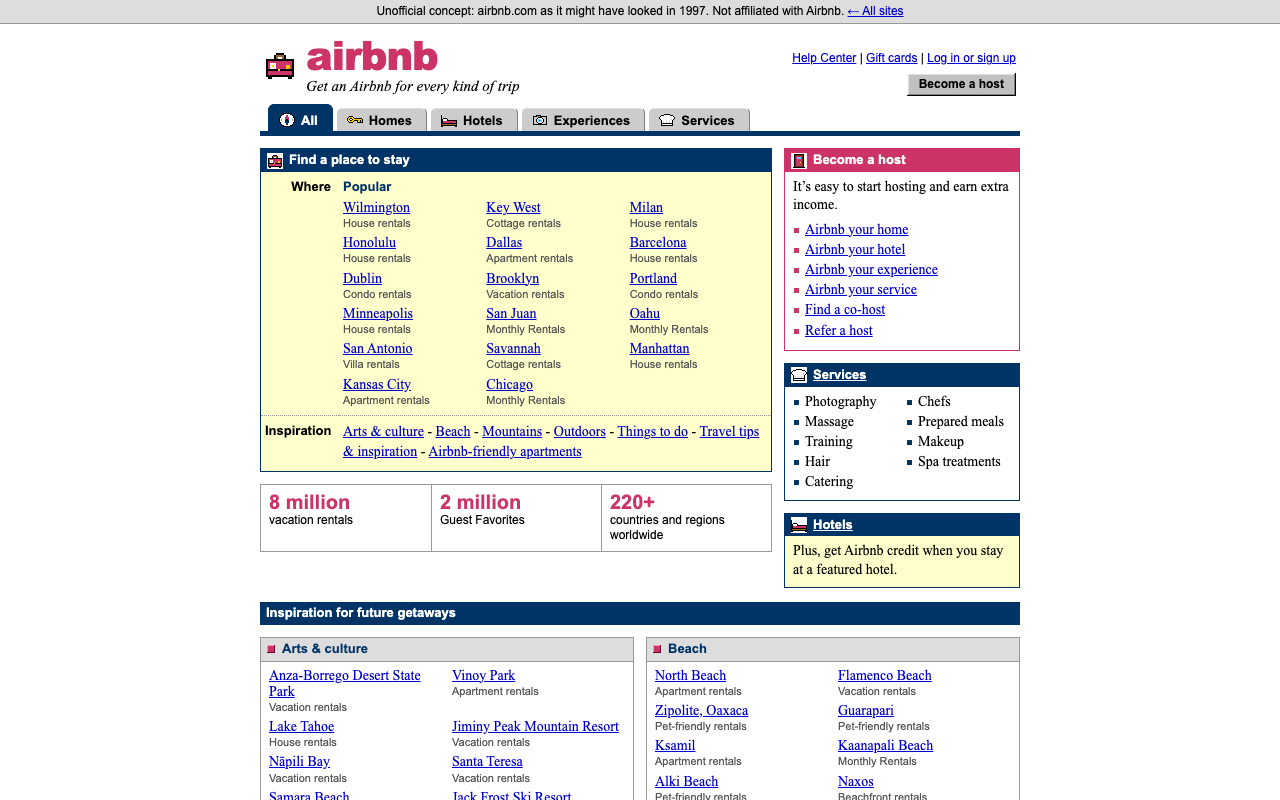 Unofficial concept: airbnb.com as it might have looked in 1997. Not affiliated with Airbnb. ← All sites
airbnb
Get an Airbnb for every kind of trip
Help Center | Gift cards | Log in or sign up
Become a host
All
Homes
Hotels
Experiences
Services
Find a place to stay
Where
Popular
Wilmington
House rentals
Key West
Cottage rentals
Milan
House rentals
Honolulu
House rentals
Dallas
Apartment rentals
Barcelona
House rentals
Dublin
Condo rentals
Brooklyn
Vacation rentals
Portland
Condo rentals
Minneapolis
House rentals
San Juan
Monthly Rentals
Oahu
Monthly Rentals
San Antonio
Villa rentals
Savannah
Cottage rentals
Manhattan
House rentals
Kansas City
Apartment rentals
Chicago
Monthly Rentals
Inspiration
Arts & culture - Beach - Mountains - Outdoors - Things to do - Travel tips
& inspiration - Airbnb-friendly apartments
8 million
vacation rentals
2 million
Guest Favorites
220+
countries and regions
worldwide
Become a host
It's easy to start hosting and earn extra
income.
Airbnb your home
Airbnb your hotel
Airbnb your experience
Airbnb your service
Find a co-host
Refer a host
Services
Photography
Massage
Training
Hair
Catering
Chefs
Prepared meals
Makeup
Spa treatments
Hotels
Plus, get Airbnb credit when you stay
at a featured hotel.
Inspiration for future getaways
Arts & culture
Anza-Borrego Desert State
Park
Vacation rentals
Vinoy Park
Apartment rentals
Lake Tahoe
House rentals
Jiminy Peak Mountain Resort
Vacation rentals
Nāpili Bay
Vacation rentals
Santa Teresa
Vacation rentals
Samara Beach
Jack Frost Ski Resort
Beach
North Beach
Apartment rentals
Flamenco Beach
Vacation rentals
Zipolite, Oaxaca
Pet-friendly rentals
Guarapari
Pet-friendly rentals
Ksamil
Apartment rentals
Kaanapali Beach
Monthly Rentals
Alki Beach
Pet-friendly rentals
Naxos
Beachfront rentals